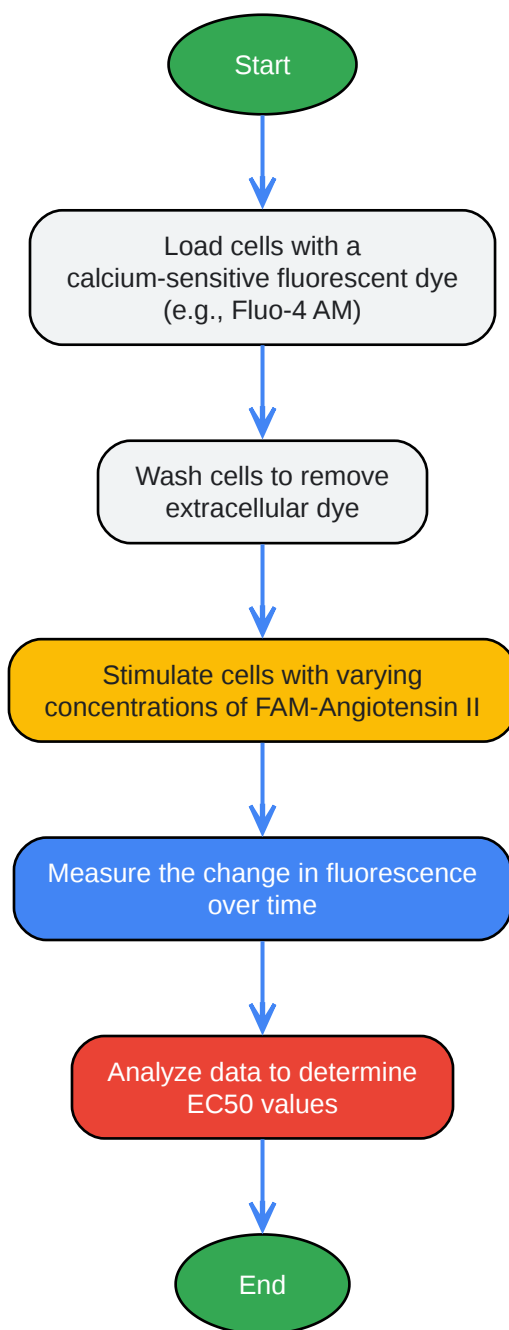 Start
Load cells with a
calcium-sensitive fluorescent dye
(e.g., Fluo-4 AM)
Wash cells to remove
extracellular dye
Stimulate cells with varying
concentrations of FAM-Angiotensin II
Measure the change in fluorescence
over time
Analyze data to determine
EC50 values
End